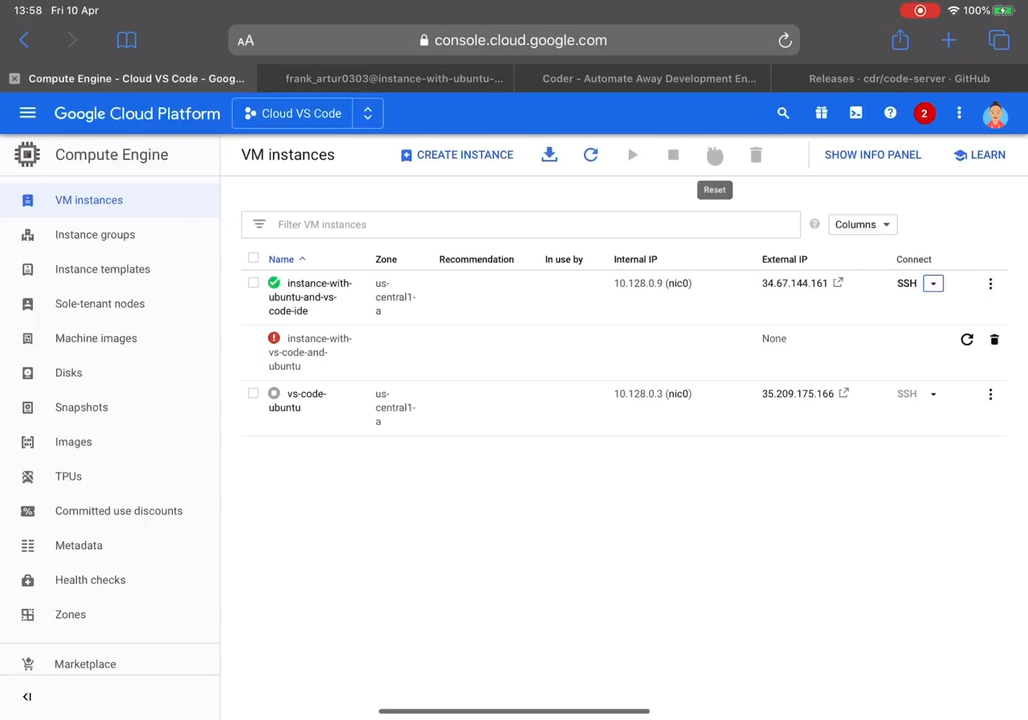 13:58 Fri 10 Apr
100%
AA
console.cloud.google.com
Compute Engine - Cloud VS Code - Goog...
frank_artur0303@instance-with-ubuntu-...
Coder - Automate Away Development En...
Releases · cdr/code-server · GitHub
Google Cloud Platform
Cloud VS Code
2
Compute Engine
VM instances
CREATE INSTANCE
SHOW INFO PANEL
LEARN
Reset
VM instances
Instance groups
Instance templates
Sole-tenant nodes
Machine images
Disks
Snapshots
Images
TPUs
Committed use discounts
Metadata
Health checks
Zones
Marketplace
Filter VM instances
Columns
Name Zone Recommendation In use by Internal IP External IP Connect
instance-with-
ubuntu-and-vs-
code-ide
us-
central1-
a
10.128.0.9 (nic0)
34.67.144.161
SSH
instance-with-
vs-code-and-
ubuntu
None
vs-code-
ubuntu
us-
central1-
a
10.128.0.3 (nic0)
35.209.175.166
SSH